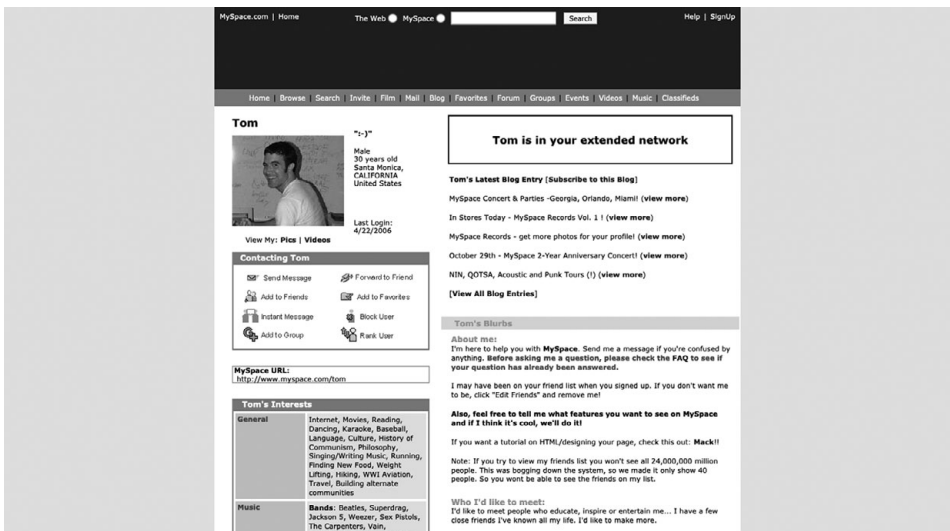 MySpace.com | Home
The Web MySpace Search
Help | SignUp
Home | Browse | Search | Invite | Film | Mail | Blog | Favorites | Forum | Groups | Events | Videos | Music | Classifieds
Tom
":-)"
Male
30 years old
Santa Monica,
CALIFORNIA
United States
Last Login:
4/22/2006
View My: Pics | Videos
Contacting Tom
Send Message
Forward to Friend
Add to Friends
Add to Favorites
Instant Message
Block User
Add to Group
Rank User
MySpace URL:
http://www.myspace.com/tom
Tom's Interests
General
Internet, Movies, Reading,
Dancing, Karaoke, Baseball,
Language, Culture, History of
Communism, Philosophy,
Singing/Writing Music, Running,
Finding New Food, Weight
Lifting, Hiking, WWI Aviation,
Travel, Building alternate
communities
Music
Bands: Beatles, Superdrag,
Jackson 5, Weezer, Sex Pistols,
The Carpenters, Vain,
Tom is in your extended network
Tom's Latest Blog Entry [Subscribe to this Blog]
MySpace Concert & Parties -Georgia, Orlando, Miami! (view more)
In Stores Today - MySpace Records Vol. 1 ! (view more)
MySpace Records - get more photos for your profile! (view more)
October 29th - MySpace 2-Year Anniversary Concert! (view more)
NIN, QOTSA, Acoustic and Punk Tours (!) (view more)
[View All Blog Entries]
Tom's Blurbs
About me:
I'm here to help you with MySpace. Send me a message if you're confused by
anything. Before asking me a question, please check the FAQ to see if
your question has already been answered.
I may have been on your friend list when you signed up. If you don't want me
to be, click "Edit Friends" and remove me!
Also, feel free to tell me what features you want to see on MySpace
and if I think it's cool, we'll do it!
If you want a tutorial on HTML/designing your page, check this out: Mack!!
Note: If you try to view my friends list you won't see all 24,000,000 million
people. This was bogging down the system, so we made it only show 40
people. So you wont be able to see the friends on my list.
Who I'd like to meet:
I'd like to meet people who educate, inspire or entertain me... I have a few
close friends I've known all my life. I'd like to make more.